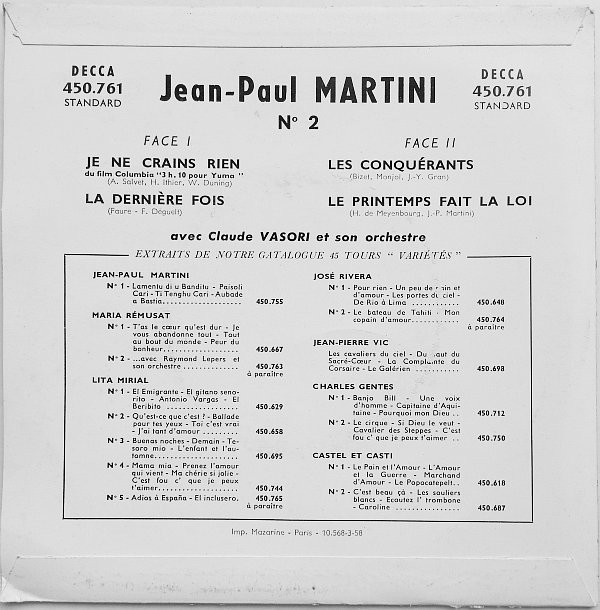 DECCA
450.761
STANDARD
Jean-Paul MARTINI
N° 2
DECCA
450.761
STANDARD
FACE I
JE NE CRAINS RIEN
du film Columbia "3 h. 10 pour Yuma "
(A. Salvet, H. Ithier, W. Duning)
LA DERNIÈRE FOIS
(Faure - F. Deguelt)
FACE II
LES CONQUÉRANTS
(Bizet, Monjol, J.-Y. Gran)
LE PRINTEMPS FAIT LA LOI
(H. de Meyenbourg, J.-P. Martini)
avec Claude VASORI et son orchestre
EXTRAITS DE NOTRE CATALOGUE 45 TOURS " VARIÉTÉS "
JEAN-PAUL MARTINI
N° 1 - Lamentu di u Banditu - Paisoli
Cari - Ti Tenghu Cari - Aubade
a Bastia................... 450.755
MARIA RÉMUSAT
N° 1 - T'as le cœur qu'est dur - Je
vous abandonne tout - Tout
au bout du monde - Peur du
bonheur................... 450.667
N° 2 - ...avec Raymond Lepers et
son orchestre .............. 450.763
à paraître
LITA MIRIAL
N° 1 - El Emigrante - El gitano seno-
rito - Antonio Vargas - El
Beribito .................. 450.629
N° 2 - Qu'est-ce que c'est ? - Ballade
pour tes yeux - Toi c'est vrai
- J'ai tant d'amour ......... 450.658
N° 3 - Buenas noches - Demain - Te-
soro mio - L'enfant et l'au-
tomne..................... 450.695
N° 4 - Mama mia - Prenez l'amour
qui vient - Ma chérie si jolie -
C'est fou c' que je peux
t'aimer.................... 450.744
N° 5 - Adios à España - El inclusero. 450.765
à paraître
JOSÉ RIVERA
N° 1 - Pour rien - Un peu de pain et
d'amour - Les portes du ciel -
De Rio à Lima ............ 450.648
N° 2 - Le bateau de Tahiti - Mon
copain d'amour............ 450.764
à paraître
JEAN-PIERRE VIC
Les cavaliers du ciel - Du haut du
Sacré-Cœur - La Complainte du
Corsaire - Le Galérien ........... 450.698
CHARLES GENTES
N° 1 - Banjo Bill - Une voix
d'homme - Capitaine d'Aqui-
taine - Pourquoi mon Dieu .. 450.712
N° 2 - Le cirque - Si Dieu le veut -
Cavalier des Steppes - C'est
fou c' que je peux t'aimer .. 450.750
CASTEL ET CASTI
N° 1 - Le Pain et l'Amour - L'Amour
et la Guerre - Marchand
d'Amour - Le Popocatepelt.. 450.618
N° 2 - C'est beau çà - Les souliers
blancs - Ecoutez l' trombone
- Caroline ............... 450.687
Imp. Mazarine - Paris - 10.568-3-58